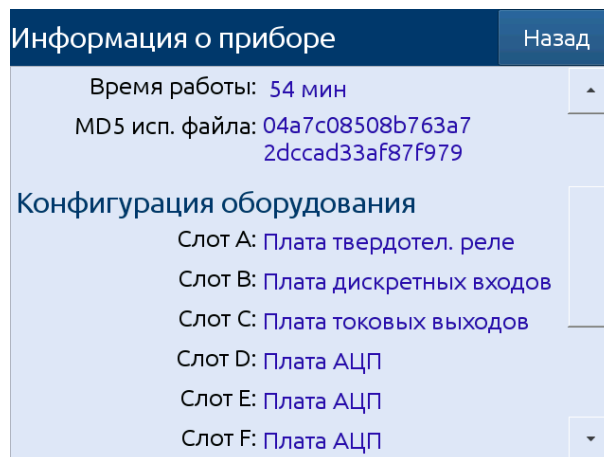 Информация о приборе Назад
Время работы: 54 мин
MD5 исп. файла: 04a7c08508b763a7
2dccad33af87f979
Конфигурация оборудования
Слот A: Плата твердотел. реле
Слот B: Плата дискретных входов
Слот C: Плата токовых выходов
Слот D: Плата АЦП
Слот E: Плата АЦП
Слот F: Плата АЦП